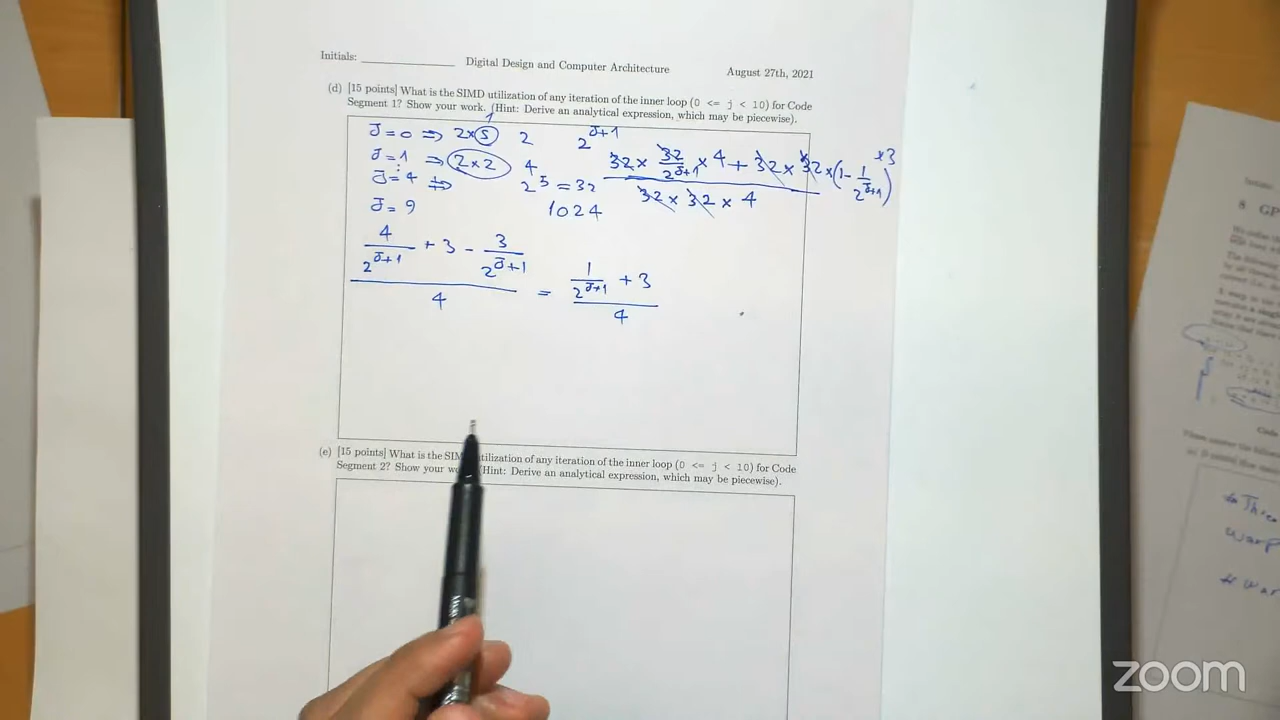 Initials: ____________ Digital Design and Computer Architecture August 27th, 2021
(d) [15 points] What is the SIMD utilization of any iteration of the inner loop (0 <= j < 10) for Code
Segment 1? Show your work. (Hint: Derive an analytical expression, which may be piecewise).
J=0 ⇒ 2×5 2 2^(J+1)
1
J=1 ⇒ 2×2 4
J=4 ⇒ 2^5 = 32
J=9 1024
(32 × 32/2^(J+1) × 4 + 32 × 32 × (1 - 1/2^(J+1)) × 3) / (32 × 32 × 4)
(4/2^(J+1) + 3 - 3/2^(J+1)) / 4 = (1/2^(J+1) + 3) / 4
(e) [15 points] What is the SIMD utilization of any iteration of the inner loop (0 <= j < 10) for Code
Segment 2? Show your (Hint: Derive an analytical expression, which may be piecewise).
8 GP
zoom